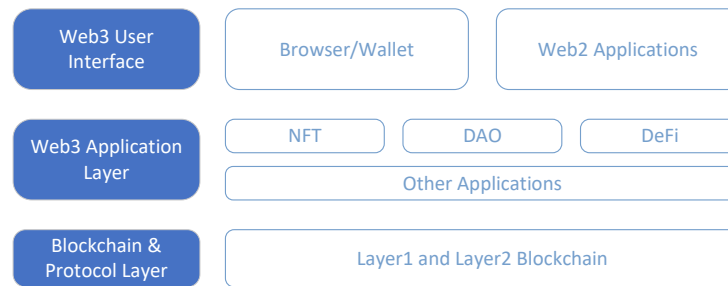 Web3 User
Interface
Browser/Wallet
Web2 Applications
Web3 Application
Layer
NFT
DAO
DeFi
Other Applications
Blockchain &
Protocol Layer
Layer1 and Layer2 Blockchain